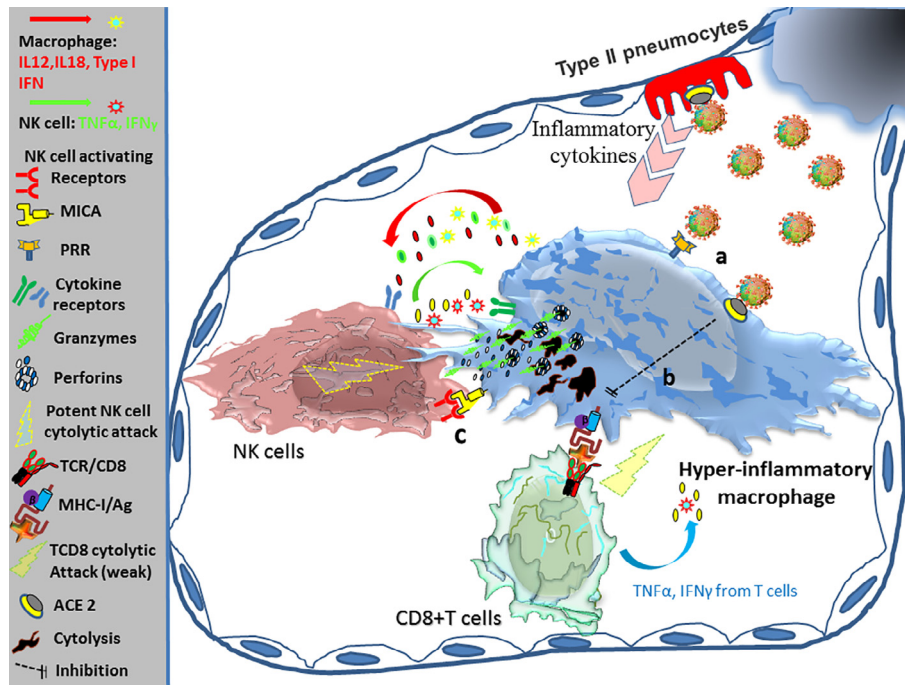 Macrophage:
IL12,IL18, Type I
IFN
NK cell: TNFα, IFNγ
NK cell activating
Receptors
MICA
PRR
Cytokine
receptors
Granzymes
Perforins
Potent NK cell
cytolytic attack
TCR/CD8
β
MHC-I/Ag
TCD8 cytolytic
Attack (weak)
ACE 2
Cytolysis
Inhibition
Type II pneumocytes
Inflammatory
cytokines
a
b
c
NK cells
β
Hyper-inflammatory
macrophage
CD8+T cells
TNFα, IFNγ from T cells